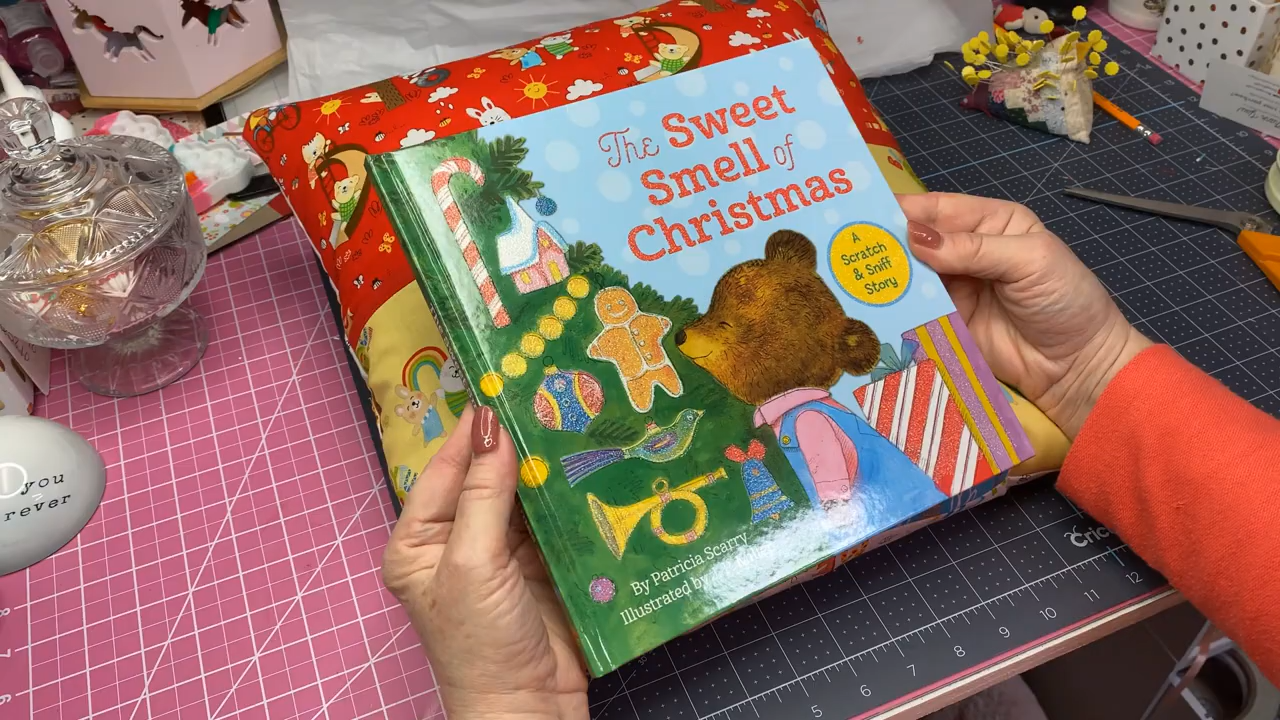 The Sweet
Smell of
Christmas
A
Scratch
& Sniff
Story
By Patricia Scarry
Illustrated by
you
rever
Cricut
12
11
10
9
8
7
6
5